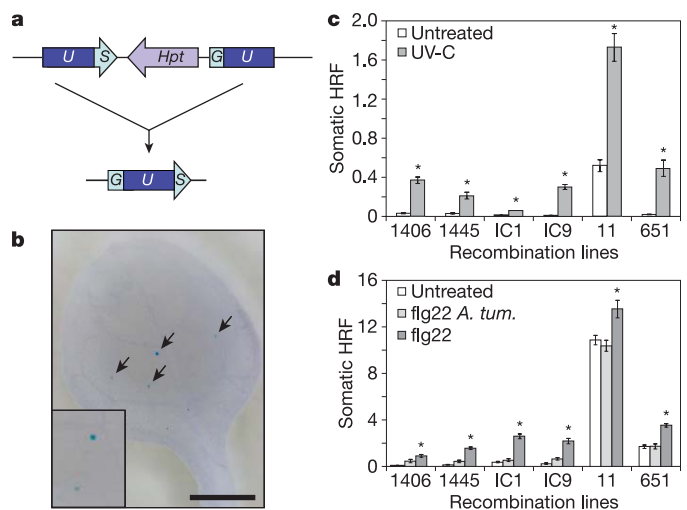 a
U S Hpt G U
G U S
b
c
Untreated
UV-C
Somatic HRF
2.0
1.6
1.2
0.8
0.4
0
* * * * * *
1406 1445 IC1 IC9 11 651
Recombination lines
d
Untreated
flg22 A. tum.
flg22
Somatic HRF
16
12
8
4
0
* * * * * *
1406 1445 IC1 IC9 11 651
Recombination lines